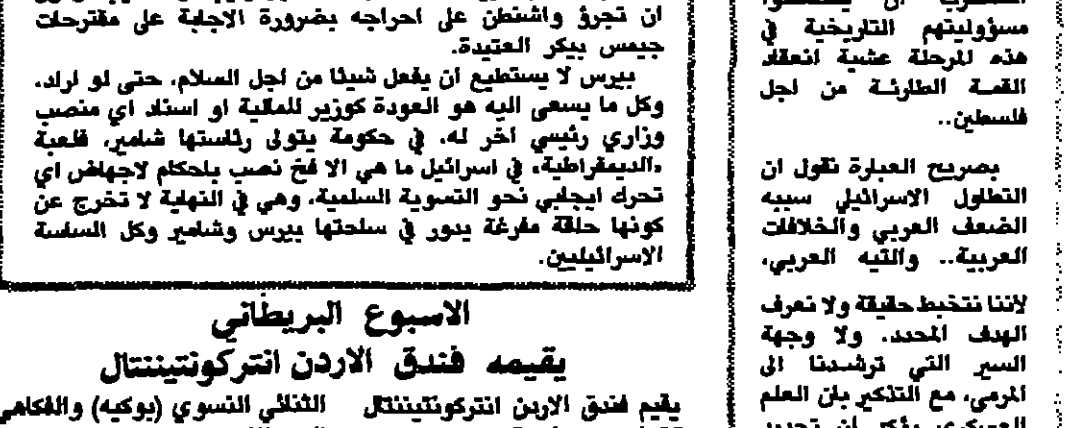 ان تجرؤ واشنطن على احراجه بضرورة الاجابة على مقترحات
جيمس بيكر العتيدة.
بيرس لا يستطيع ان يفعل شيئا من اجل السلام، حتى لو اراد،
وكل ما يسعى اليه هو العودة كوزير للمالية او اسناد اي منصب
وزاري رئيسي آخر له، في حكومة يتولى رئاستها شامير، فلعبة
«الديمقراطية» في اسرائيل ما هي الا فخ نصب باحكام لاجهاض اي
تحرك ايجابي نحو التسوية السلمية، وهي في النهاية لا تخرج عن
كونها حلقة مفرغة يدور في ساحتها بيرس وشامير وكل الساسة
الاسرائيليين.
الاسبوع البريطاني
يقيمه فندق الاردن انتركونتيننتال
يقيم فندق الاردن انتركونتيننتال
الثنائي النسوي (بوكيه) والفكاهي
مسؤوليتهم التاريخية في
هذه المرحلة عشية انعقاد
القمة الطارئة من اجل
فلسطين..
بصريح العبارة نقول ان
التطاول الاسرائيلي سببه
الضعف العربي والخلافات
العربية.. والتيه العربي،
لأننا نتخبط حقيقة ولا نعرف
الهدف المحدد. ولا وجهة
السير التي ترشدنا الى
المرمى، مع التذكير بان العلم
العسكري يؤكد ان تحديد